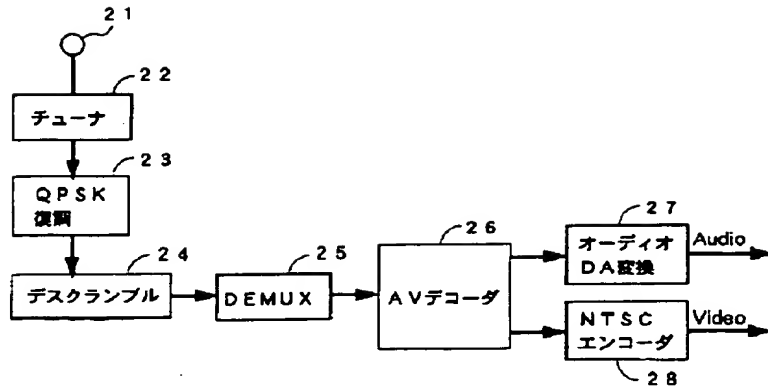 21
22
チューナ
23
QPSK
復調
24
デスクランブル
25
DEMUX
26
AVデコーダ
27
オーディオ
DA変換
Audio
NTSC
エンコーダ
Video
28